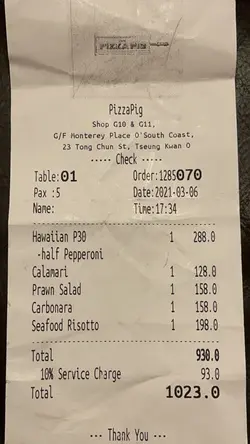 PIZZA PIG
PizzaPig
Shop G10 & G11,
G/F Monterey Place O'South Coast,
23 Tong Chun St, Tseung Kwan O
----- Check -----
Table:01 Order:1285070
Pax :5 Date:2021-03-06
Name: Time:17:34
Hawaiian P30 1 288.0
-half Pepperoni
Calamari 1 128.0
Prawn Salad 1 158.0
Carbonara 1 158.0
Seafood Risotto 1 198.0
Total 930.0
10% Service Charge 93.0
Total 1023.0
--- Thank You ---